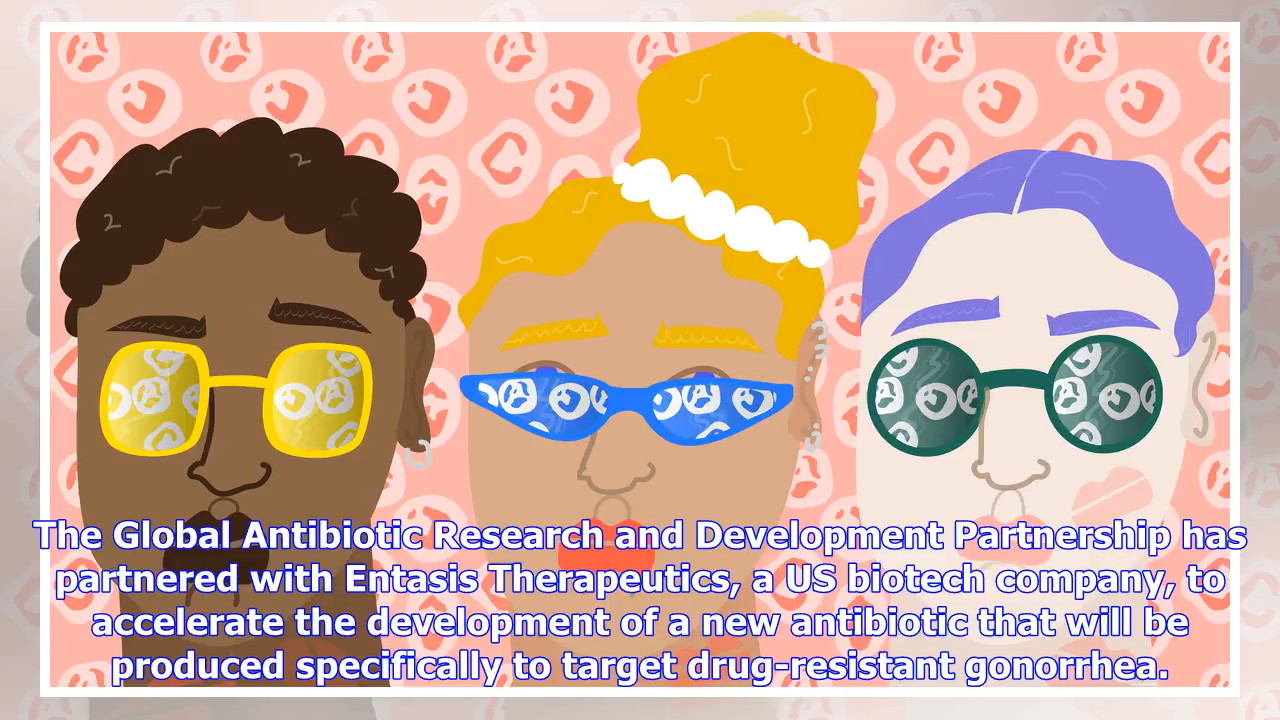 The Global Antibiotic Research and Development Partnership has
partnered with Entasis Therapeutics, a US biotech company, to
accelerate the development of a new antibiotic that will be
produced specifically to target drug-resistant gonorrhea.